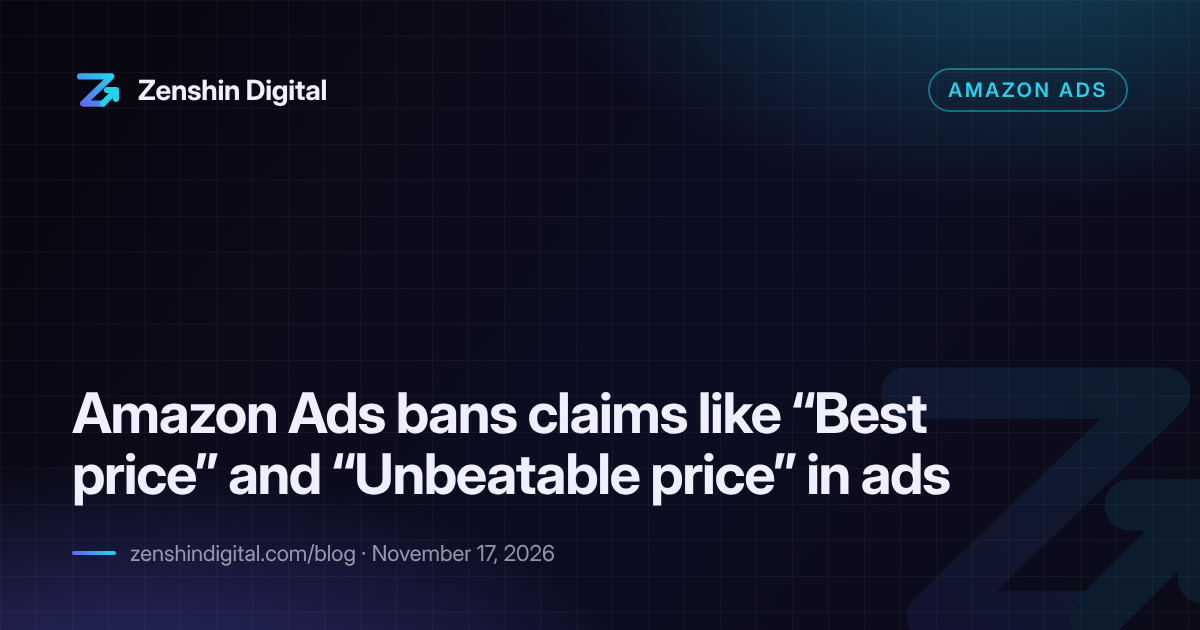 Zenshin Digital
AMAZON ADS
Amazon Ads bans claims like “Best
price” and “Unbeatable price” in ads
zenshindigital.com/blog · November 17, 2026